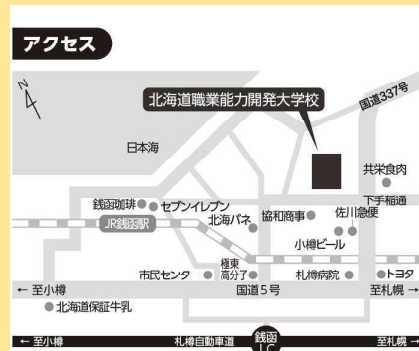 アクセス
N
国道337号
北海道職業能力開発大学校
日本海
共栄食肉
下手稲通
銭函珈琲
セブンイレブン
北海バネ
協和商事
佐川急便
JR銭函駅
小樽ビール
市民センタ
極東
高分了
札樽病院
トヨタ
← 至小樽
国道5号
至札幌 →
北海道保証牛乳
← 至小樽
札樽自動車道
銭函
IC
至札幌 →